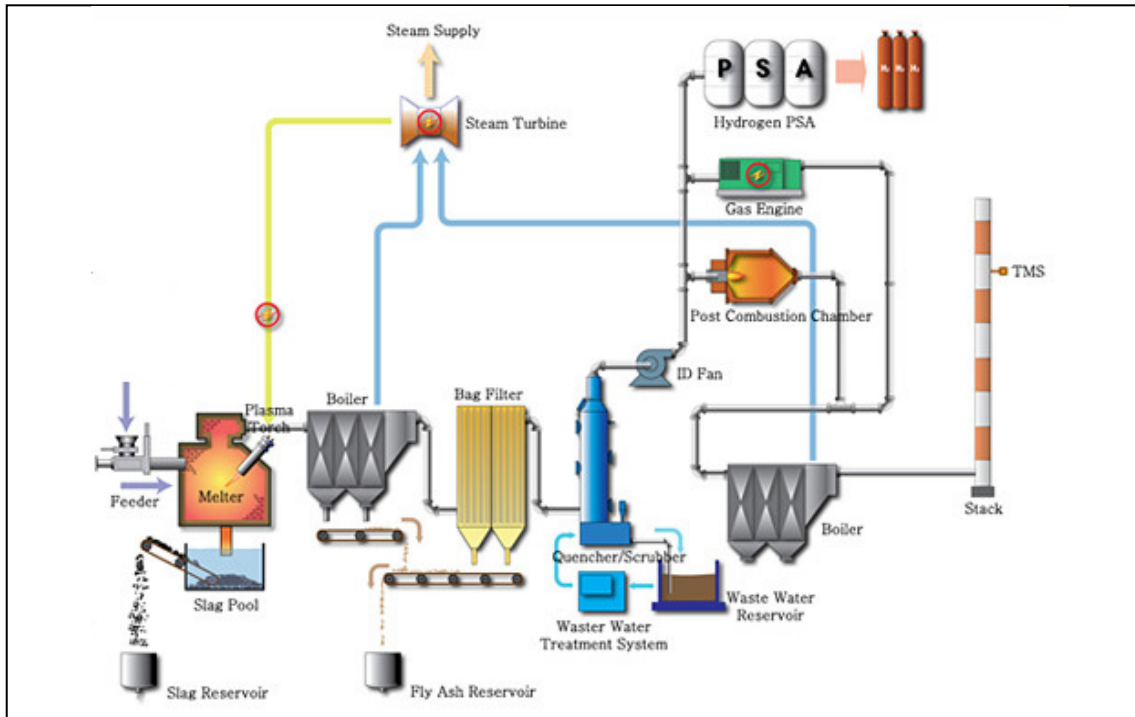 Steam Supply
P S A
Steam Turbine
Hydrogen PSA
Gas Engine
TMS
Post Combustion Chamber
ID Fan
Plasma
Torch
Boiler
Bag Filter
Feeder
Melter
Stack
Boiler
Quencher/Scrubber
Slag Pool
Waste Water
Reservoir
Waster Water
Treatment System
Slag Reservoir
Fly Ash Reservoir